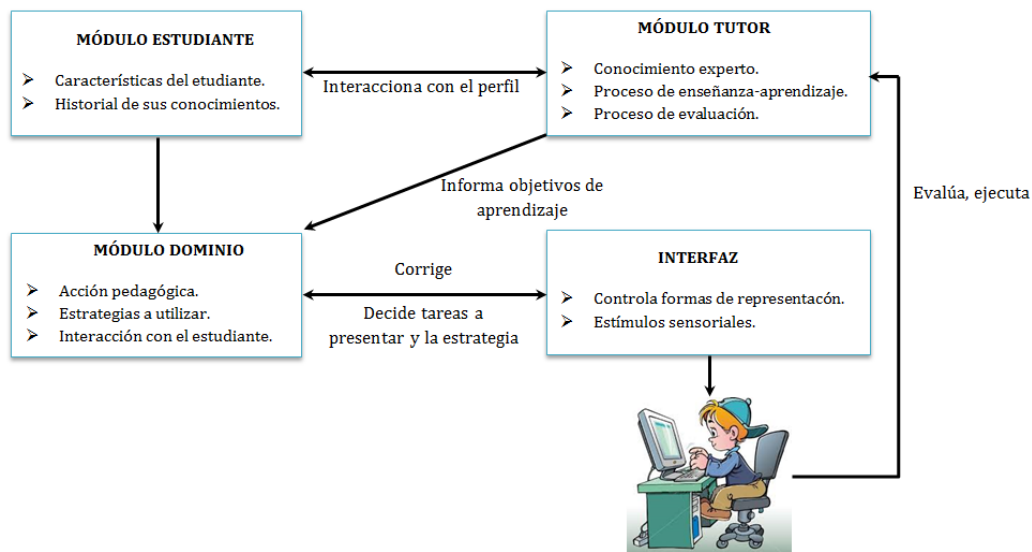 MÓDULO ESTUDIANTE
➢ Características del etudiante.
➢ Historial de sus conocimientos.
Interacciona con el perfil
MÓDULO TUTOR
➢ Conocimiento experto.
➢ Proceso de enseñanza-aprendizaje.
➢ Proceso de evaluación.
Informa objetivos de
aprendizaje
Evalúa, ejecuta
MÓDULO DOMINIO
➢ Acción pedagógica.
➢ Estrategias a utilizar.
➢ Interacción con el estudiante.
Corrige
Decide tareas a
presentar y la estrategia
INTERFAZ
➢ Controla formas de representacón.
➢ Estímulos sensoriales.